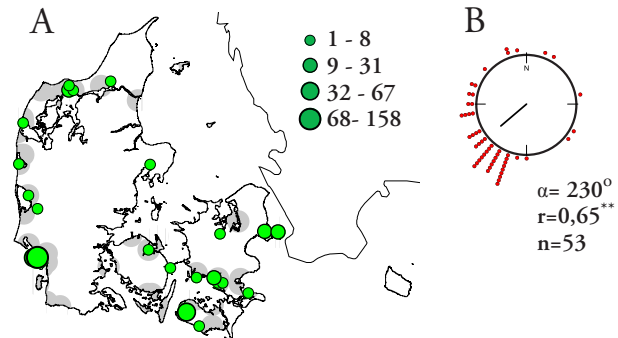 A
1 - 8
9 - 31
32 - 67
68- 158
B
N
α= 230°
r=0,65**
n=53